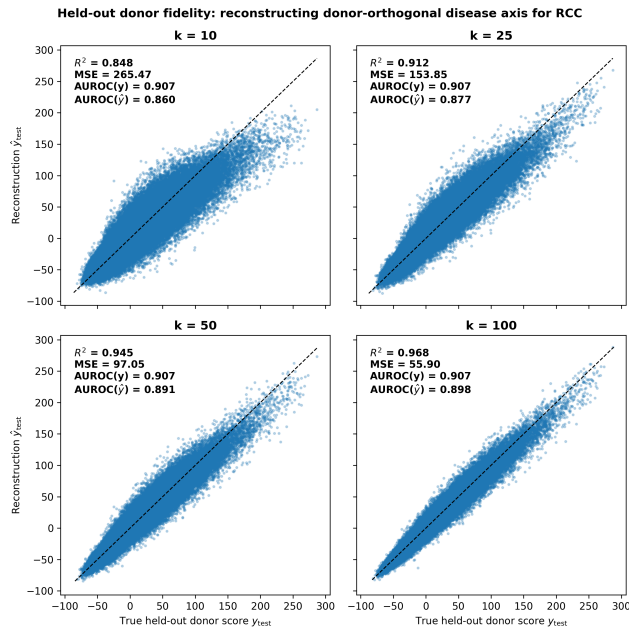 Held-out donor fidelity: reconstructing donor-orthogonal disease axis for RCC
k = 10
R² = 0.848
MSE = 265.47
AUROC(y) = 0.907
AUROC(ŷ) = 0.860
300
250
200
150
100
50
0
−50
−100
Reconstruction ŷ_test
k = 25
R² = 0.912
MSE = 153.85
AUROC(y) = 0.907
AUROC(ŷ) = 0.877
k = 50
R² = 0.945
MSE = 97.05
AUROC(y) = 0.907
AUROC(ŷ) = 0.891
300
250
200
150
100
50
0
−50
−100
Reconstruction ŷ_test
−100 −50 0 50 100 150 200 250 300
True held-out donor score y_test
k = 100
R² = 0.968
MSE = 55.90
AUROC(y) = 0.907
AUROC(ŷ) = 0.898
−100 −50 0 50 100 150 200 250 300
True held-out donor score y_test